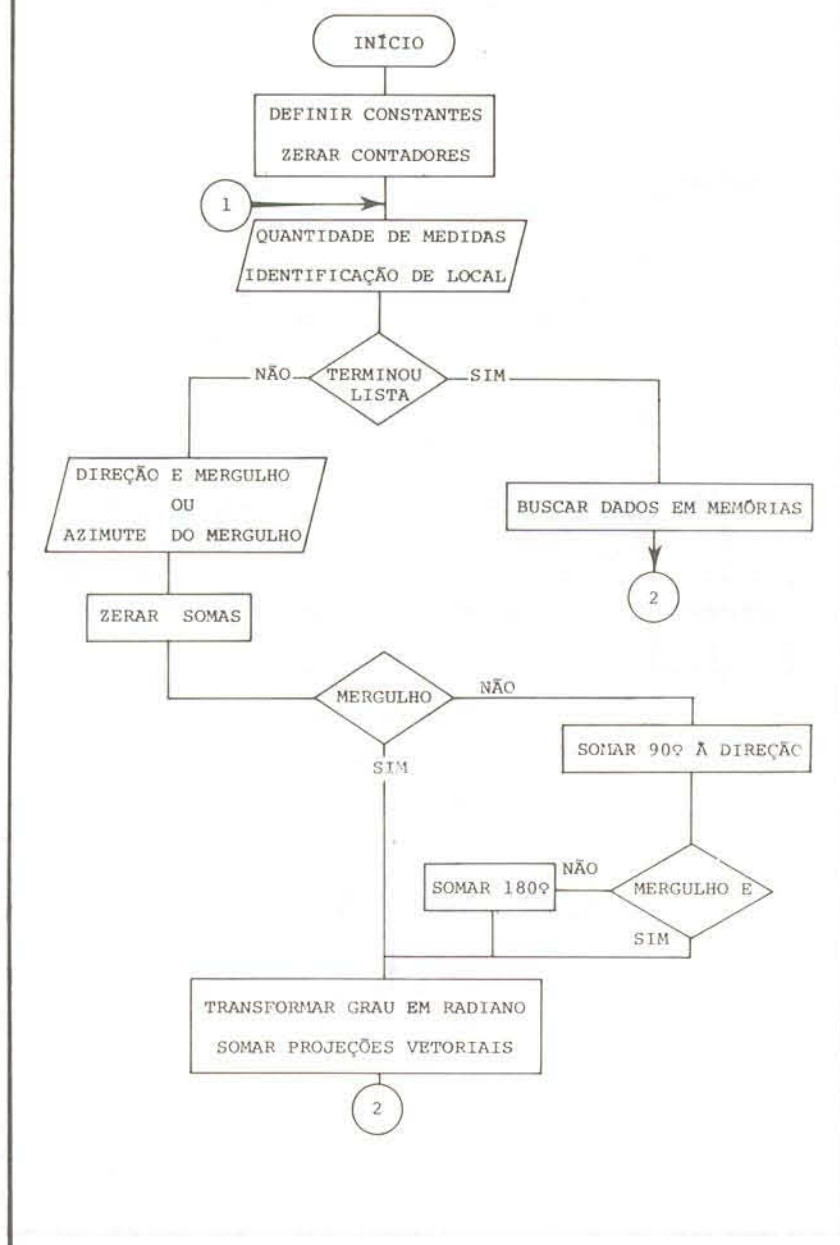 INÍCIO
DEFINIR CONSTANTES
ZERAR CONTADORES
1
QUANTIDADE DE MEDIDAS
IDENTIFICAÇÃO DE LOCAL
NÃO
TERMINOU
LISTA
SIM
DIREÇÃO E MERGULHO
OU
AZIMUTE DO MERGULHO
BUSCAR DADOS EM MEMÓRIAS
2
ZERAR SOMAS
MERGULHO
NÃO
SIM
SOMAR 90º À DIREÇÃO
SOMAR 180º
NÃO
MERGULHO E
SIM
TRANSFORMAR GRAU EM RADIANO
SOMAR PROJEÇÕES VETORIAIS
2